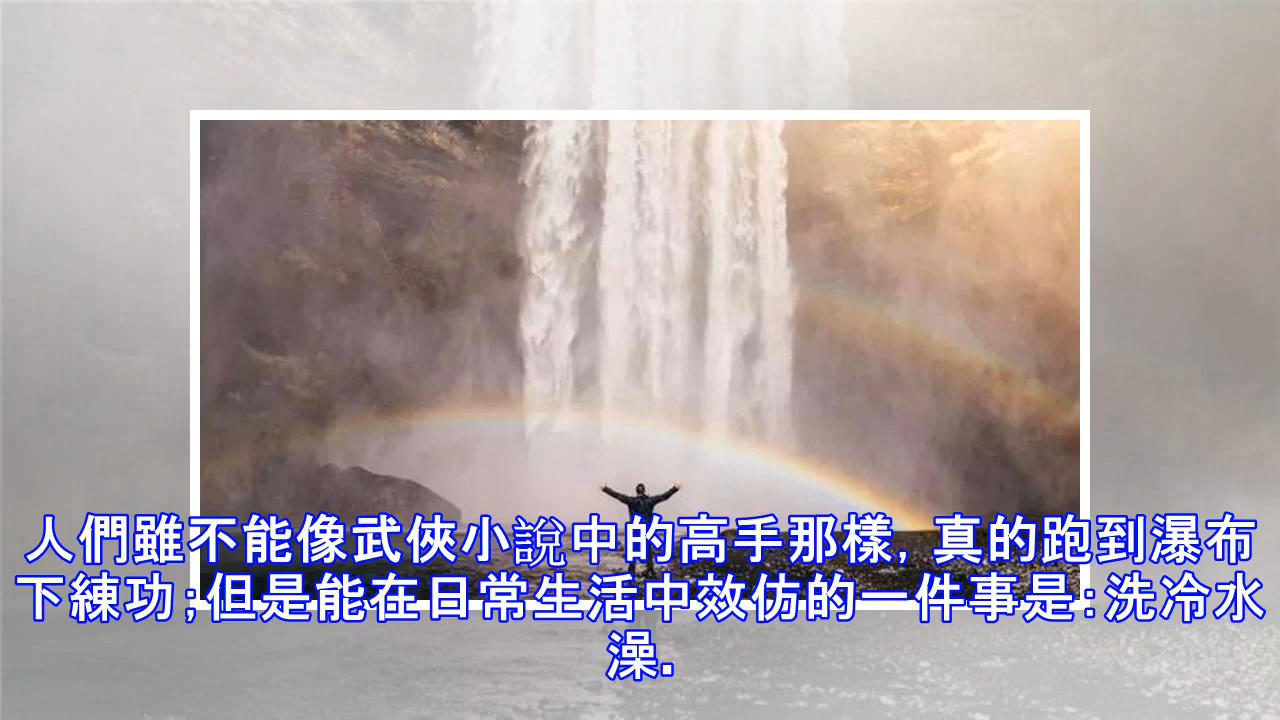 人們雖不能像武俠小說中的高手那樣,真的跑到瀑布
下練功;但是能在日常生活中效仿的一件事是:洗冷水
澡.